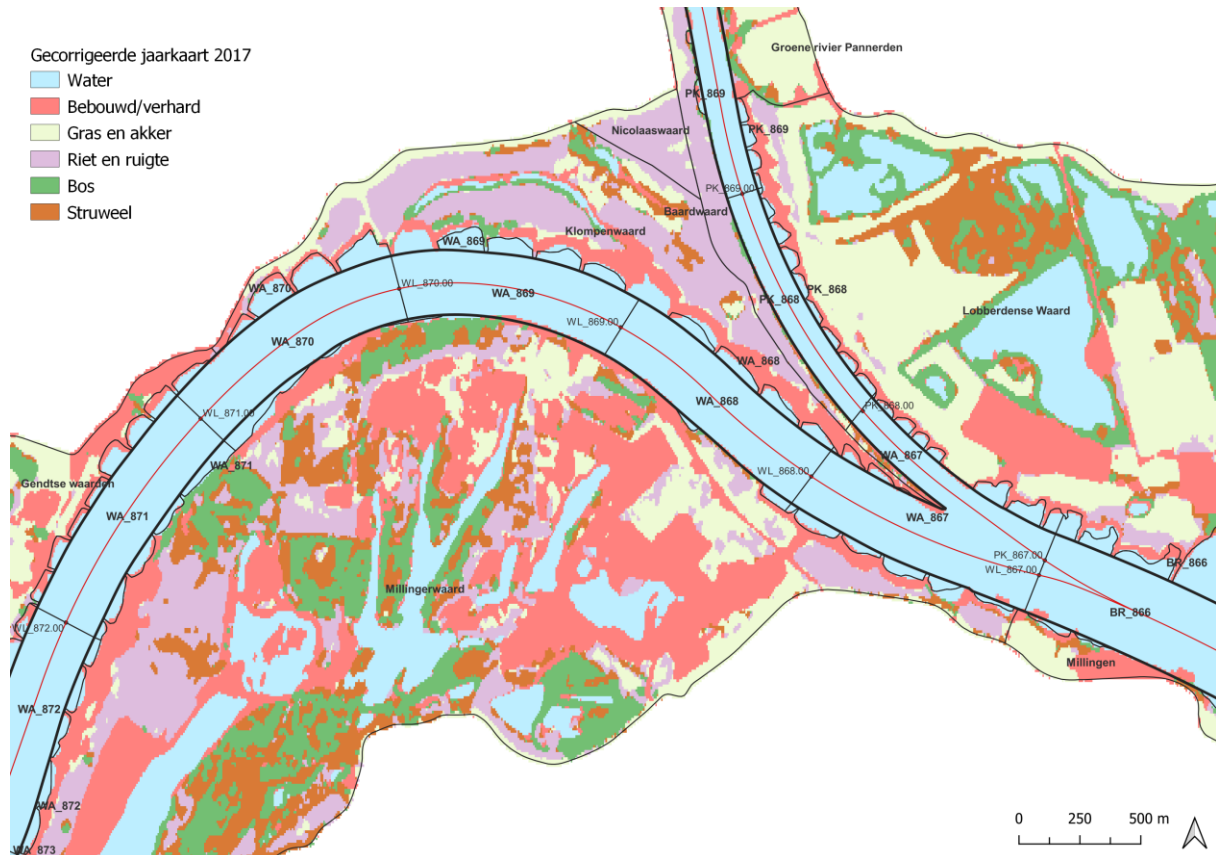 Gecorrigeerde jaarkaart 2017
Water
Bebouwd/verhard
Gras en akker
Riet en ruigte
Bos
Struweel
Groene rivier Pannerden
PK_869
Nicolaaswaard
PK_869
PK_869.00
Baardwaard
Klompenwaard
WA_869
WA_870
WL_870.00
WA_869
PK_868
PK_868
Lobberdense Waard
WL_869.00
WA_870
WA_868
WA_868
WL_871.00
PK_868.00
WA_867
WA_871
WL_868.00
Gendtse waarden
WA_871
WA_867
PK_867.00
WL_867.00
BR_866
Millingerwaard
BR_866
WL_872.00
Millingen
WA_872
WA_872
WA_873
0 250 500 m